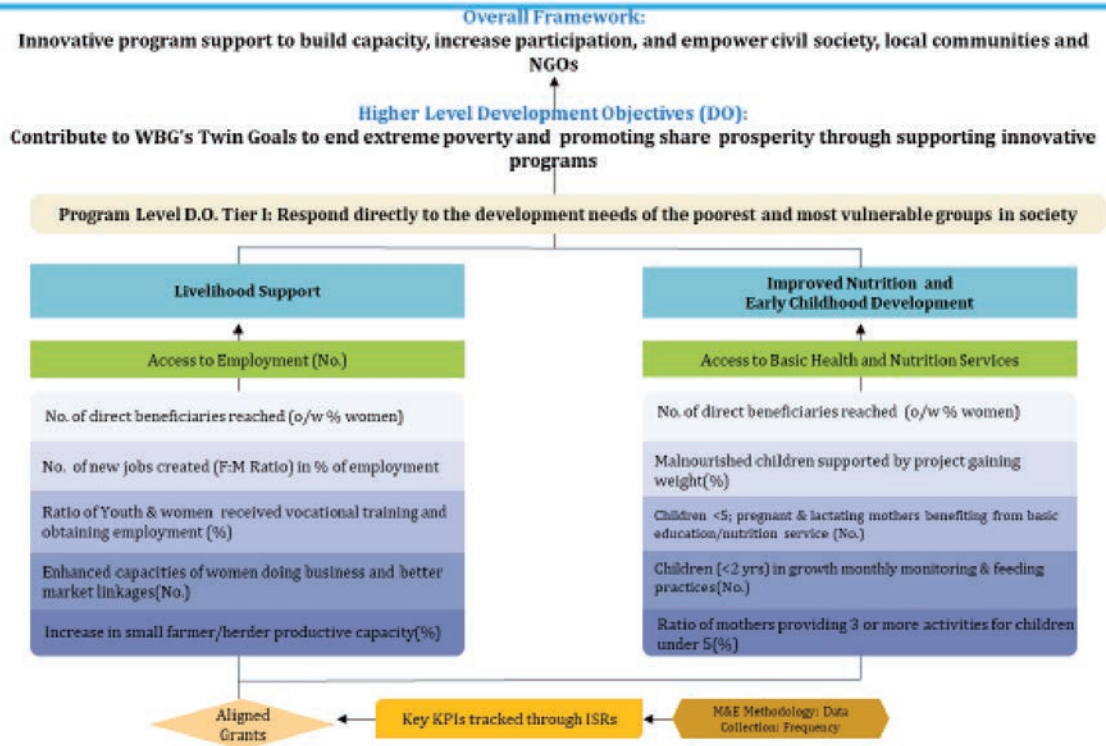 Overall Framework:
Innovative program support to build capacity, increase participation, and empower civil society, local communities and
NGOs
Higher Level Development Objectives (DO):
Contribute to WBG's Twin Goals to end extreme poverty and promoting share prosperity through supporting innovative
programs
Program Level D.O. Tier I: Respond directly to the development needs of the poorest and most vulnerable groups in society
Livelihood Support
Access to Employment (No.)
No. of direct beneficiaries reached (o/w % women)
No. of new jobs created (F:M Ratio) in % of employment
Ratio of Youth & women received vocational training and
obtaining employment (%)
Enhanced capacities of women doing business and better
market linkages(No.)
Increase in small farmer/herder productive capacity(%)
Improved Nutrition and
Early Childhood Development
Access to Basic Health and Nutrition Services
No. of direct beneficiaries reached (o/w % women)
Malnourished children supported by project gaining
weight(%)
Children <5; pregnant & lactating mothers benefiting from basic
education/nutrition service (No.)
Children (<2 yrs) in growth monthly monitoring & feeding
practices(No.)
Ratio of mothers providing 3 or more activities for children
under 5(%)
Aligned
Grants
Key KPIs tracked through ISRs
M&E Methodology: Data
Collection: Frequency